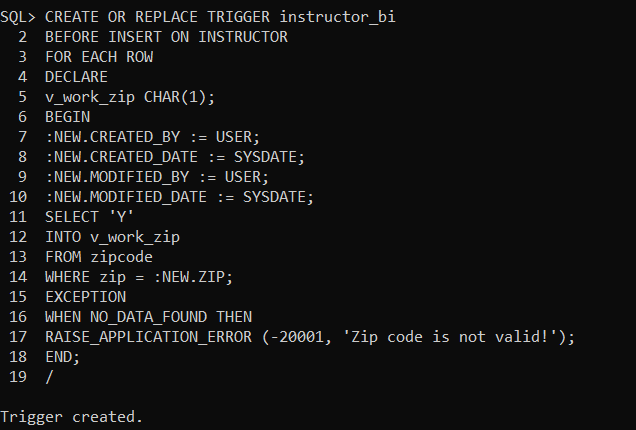 SQL> CREATE OR REPLACE TRIGGER instructor_bi
  2  BEFORE INSERT ON INSTRUCTOR
  3  FOR EACH ROW
  4  DECLARE
  5  v_work_zip CHAR(1);
  6  BEGIN
  7  :NEW.CREATED_BY := USER;
  8  :NEW.CREATED_DATE := SYSDATE;
  9  :NEW.MODIFIED_BY := USER;
 10  :NEW.MODIFIED_DATE := SYSDATE;
 11  SELECT 'Y'
 12  INTO v_work_zip
 13  FROM zipcode
 14  WHERE zip = :NEW.ZIP;
 15  EXCEPTION
 16  WHEN NO_DATA_FOUND THEN
 17  RAISE_APPLICATION_ERROR (-20001, 'Zip code is not valid!');
 18  END;
 19  /
Trigger created.